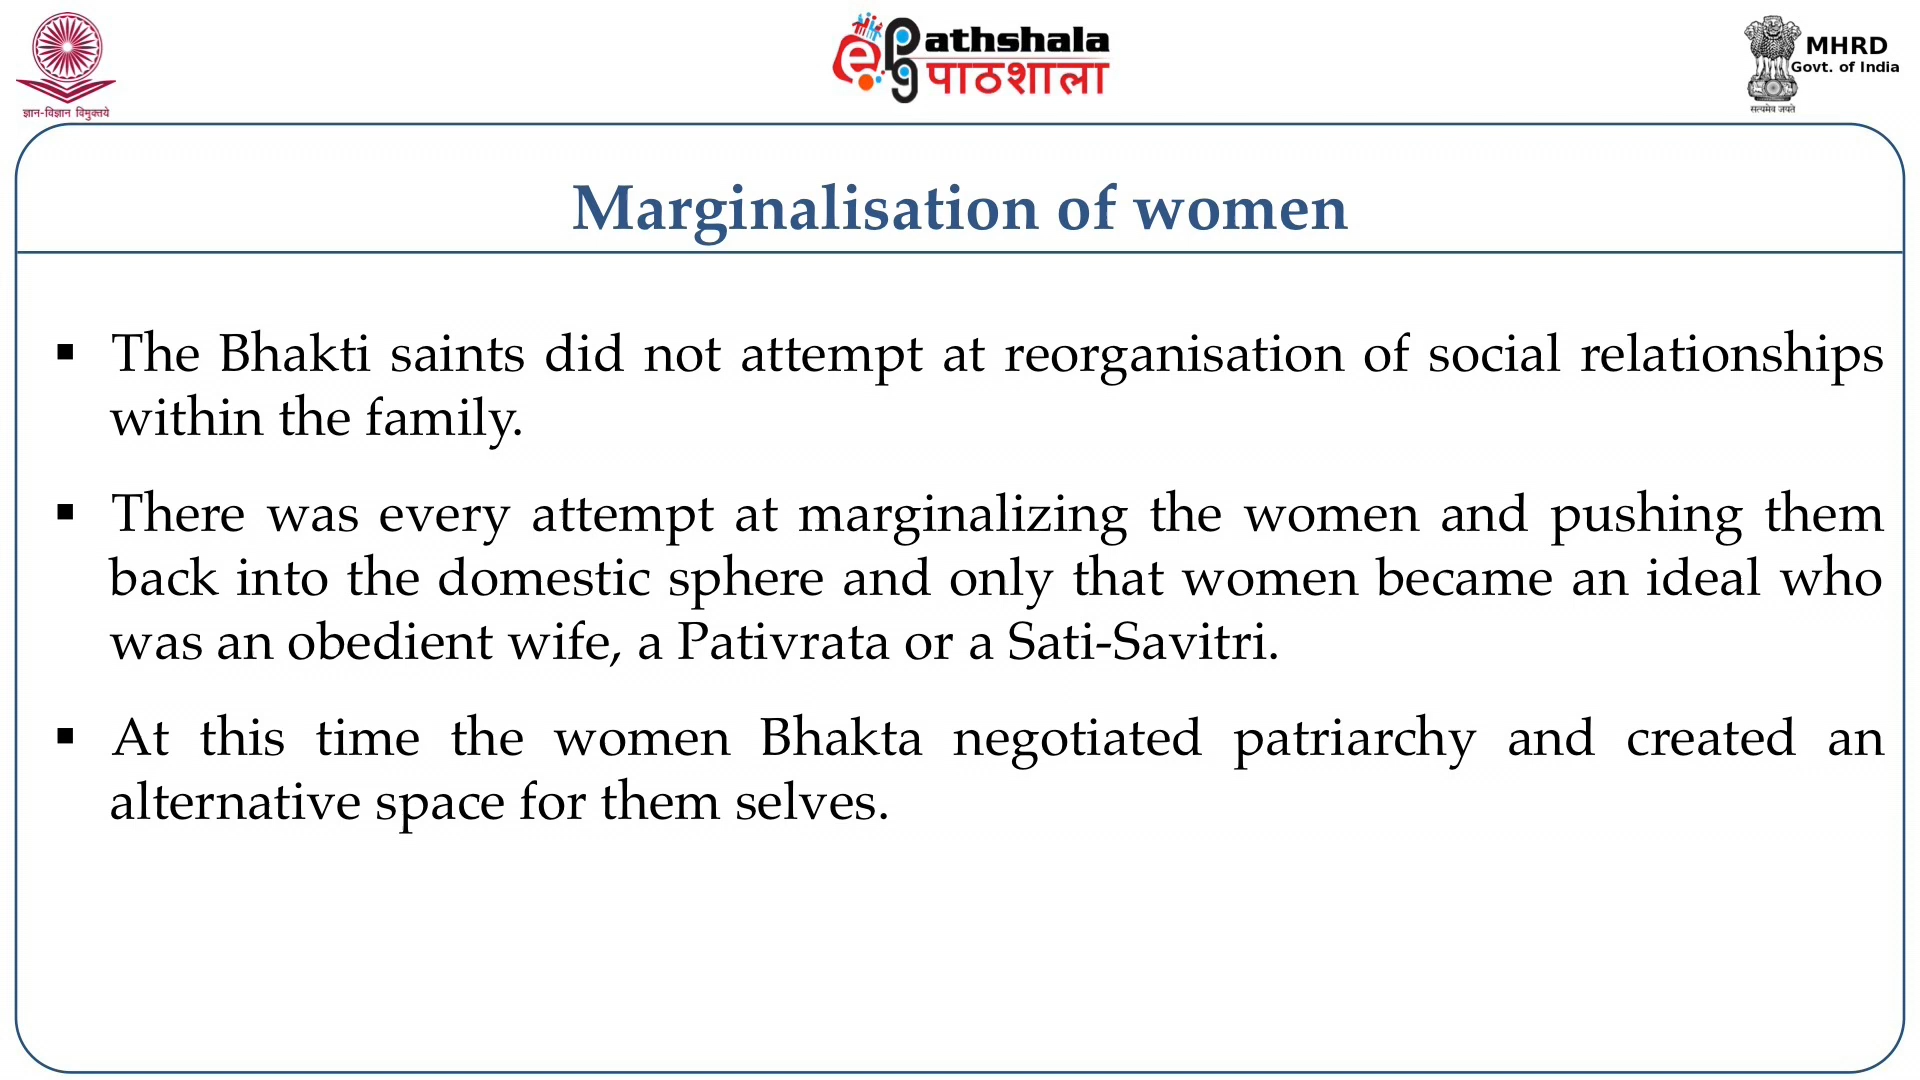 ज्ञान-विज्ञान विमुक्तये
e Pg athshala
पाठशाला
MHRD
Govt. of India
सत्यमेव जयते
Marginalisation of women
▪ The Bhakti saints did not attempt at reorganisation of social relationships
within the family.
▪ There was every attempt at marginalizing the women and pushing them
back into the domestic sphere and only that women became an ideal who
was an obedient wife, a Pativrata or a Sati-Savitri.
▪ At this time the women Bhakta negotiated patriarchy and created an
alternative space for them selves.